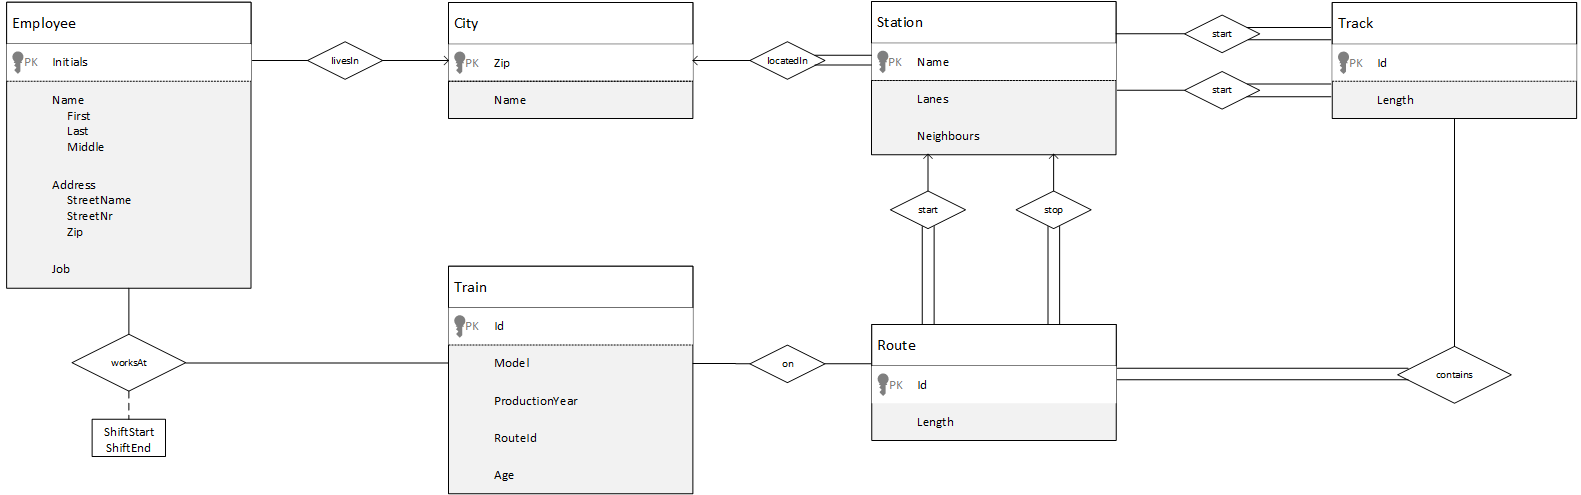 Employee
PK Initials
Name
First
Last
Middle
Address
StreetName
StreetNr
Zip
Job
livesIn
City
PK Zip
Name
locatedIn
Station
PK Name
Lanes
Neighbours
start
start
Track
PK Id
Length
start
stop
worksAt
ShiftStart
ShiftEnd
Train
PK Id
Model
ProductionYear
RouteId
Age
on
Route
PK Id
Length
contains